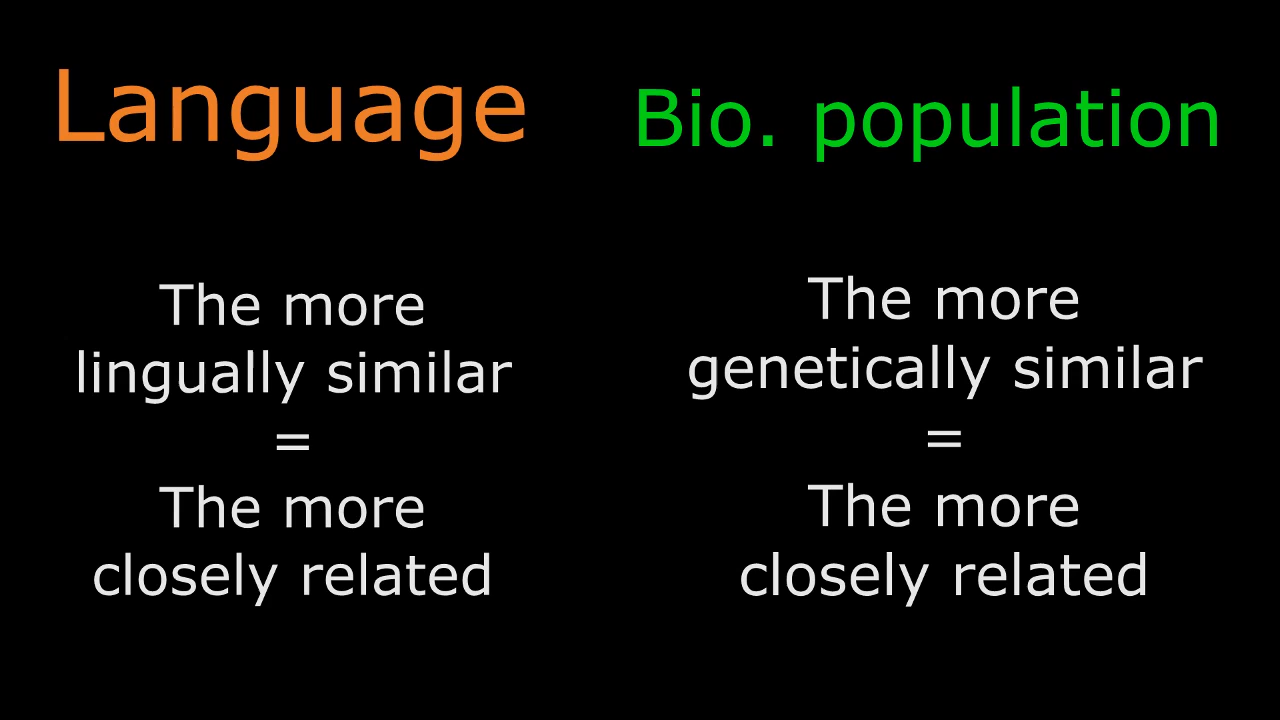 Language
The more
lingually similar
=
The more
closely related
Bio. population
The more
genetically similar
=
The more
closely related